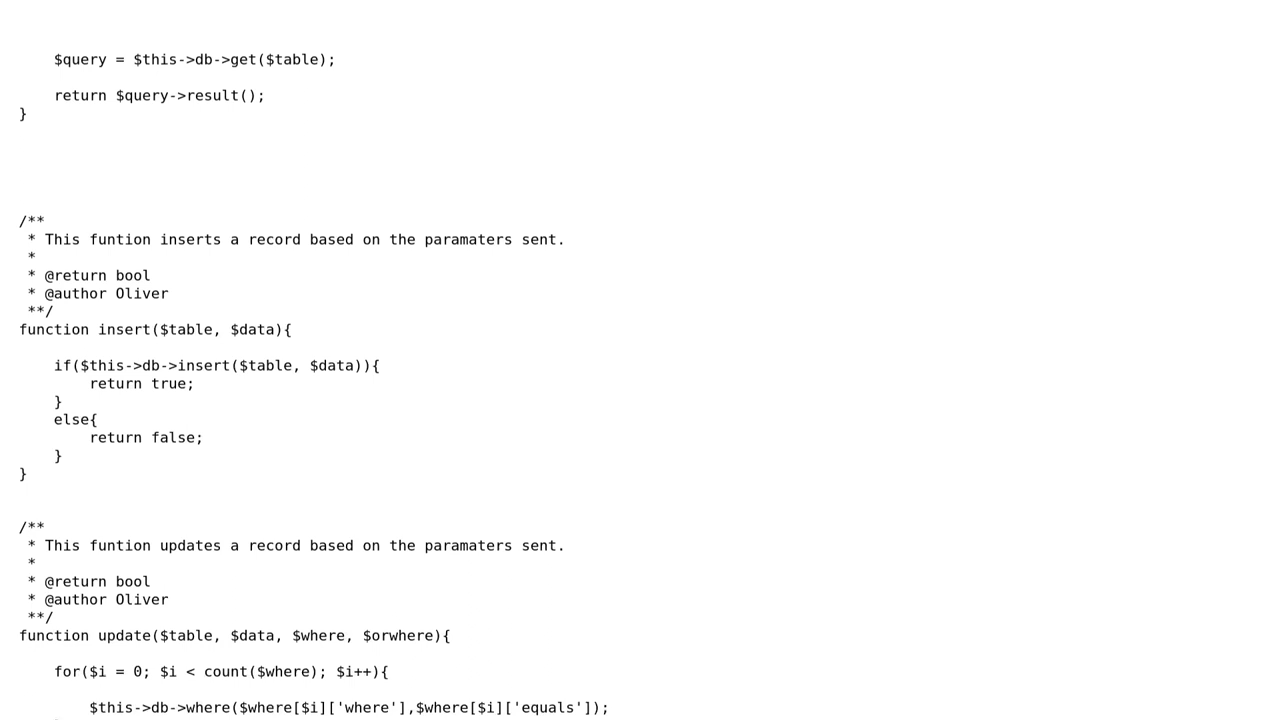 $query = $this->db->get($table);

    return $query->result();
}

/**
 * This funtion inserts a record based on the paramaters sent.
 *
 * @return bool
 * @author Oliver
 **/
function insert($table, $data){

    if($this->db->insert($table, $data)){
        return true;
    }
    else{
        return false;
    }
}

/**
 * This funtion updates a record based on the paramaters sent.
 *
 * @return bool
 * @author Oliver
 **/
function update($table, $data, $where, $orwhere){

    for($i = 0; $i < count($where); $i++){

        $this->db->where($where[$i]['where'],$where[$i]['equals']);